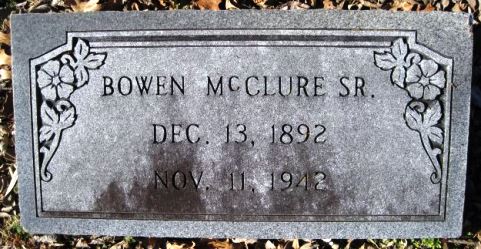 BOWEN McCLURE SR.
DEC. 13, 1892
NOV. 11, 1942